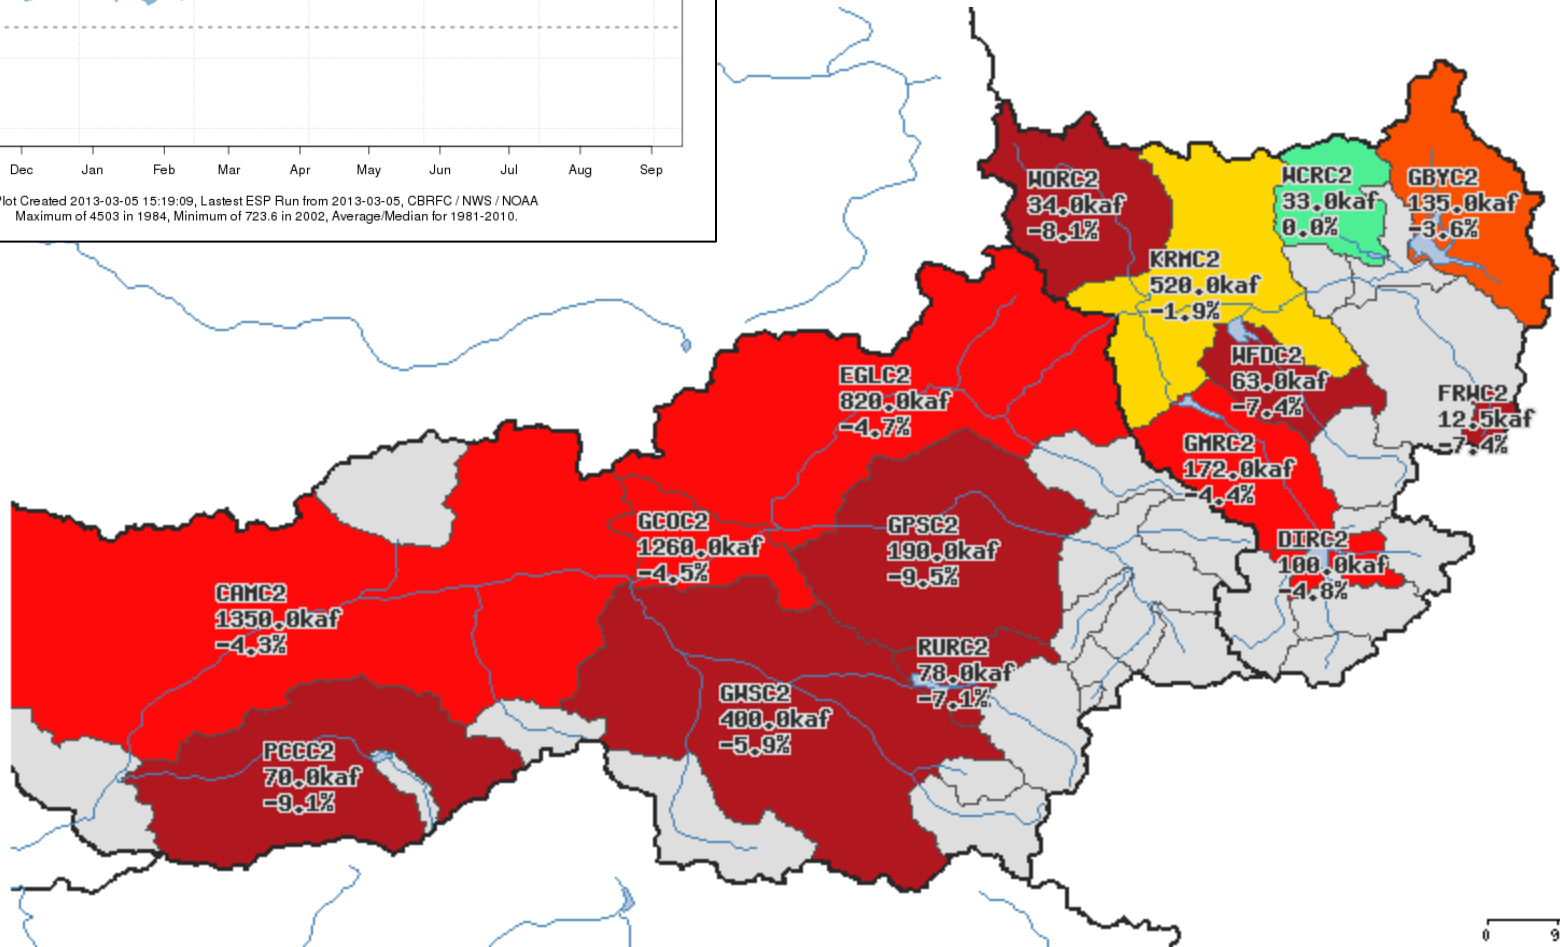 Dec Jan Feb Mar Apr May Jun Jul Aug Sep
Plot Created 2013-03-05 15:19:09, Lastest ESP Run from 2013-03-05, CBRFC / NWS / NOAA
Maximum of 4503 in 1984, Minimum of 723.6 in 2002, Average/Median for 1981-2010.
WORC2
34.0kaf
-8.1%
KRMC2
520.0kaf
-1.9%
WCRC2
33.0kaf
0.0%
GBYC2
135.0kaf
-3.6%
WFDC2
63.0kaf
-7.4%
FRWC2
12.5kaf
-7.4%
EGLC2
820.0kaf
-4.7%
GMRC2
172.0kaf
-4.4%
GCOC2
1260.0kaf
-4.5%
GPSC2
190.0kaf
-9.5%
DIRC2
100.0kaf
-4.8%
CAMC2
1350.0kaf
-4.3%
RURC2
78.0kaf
-7.1%
GWSC2
400.0kaf
-5.9%
PCCC2
70.0kaf
-9.1%
0 9